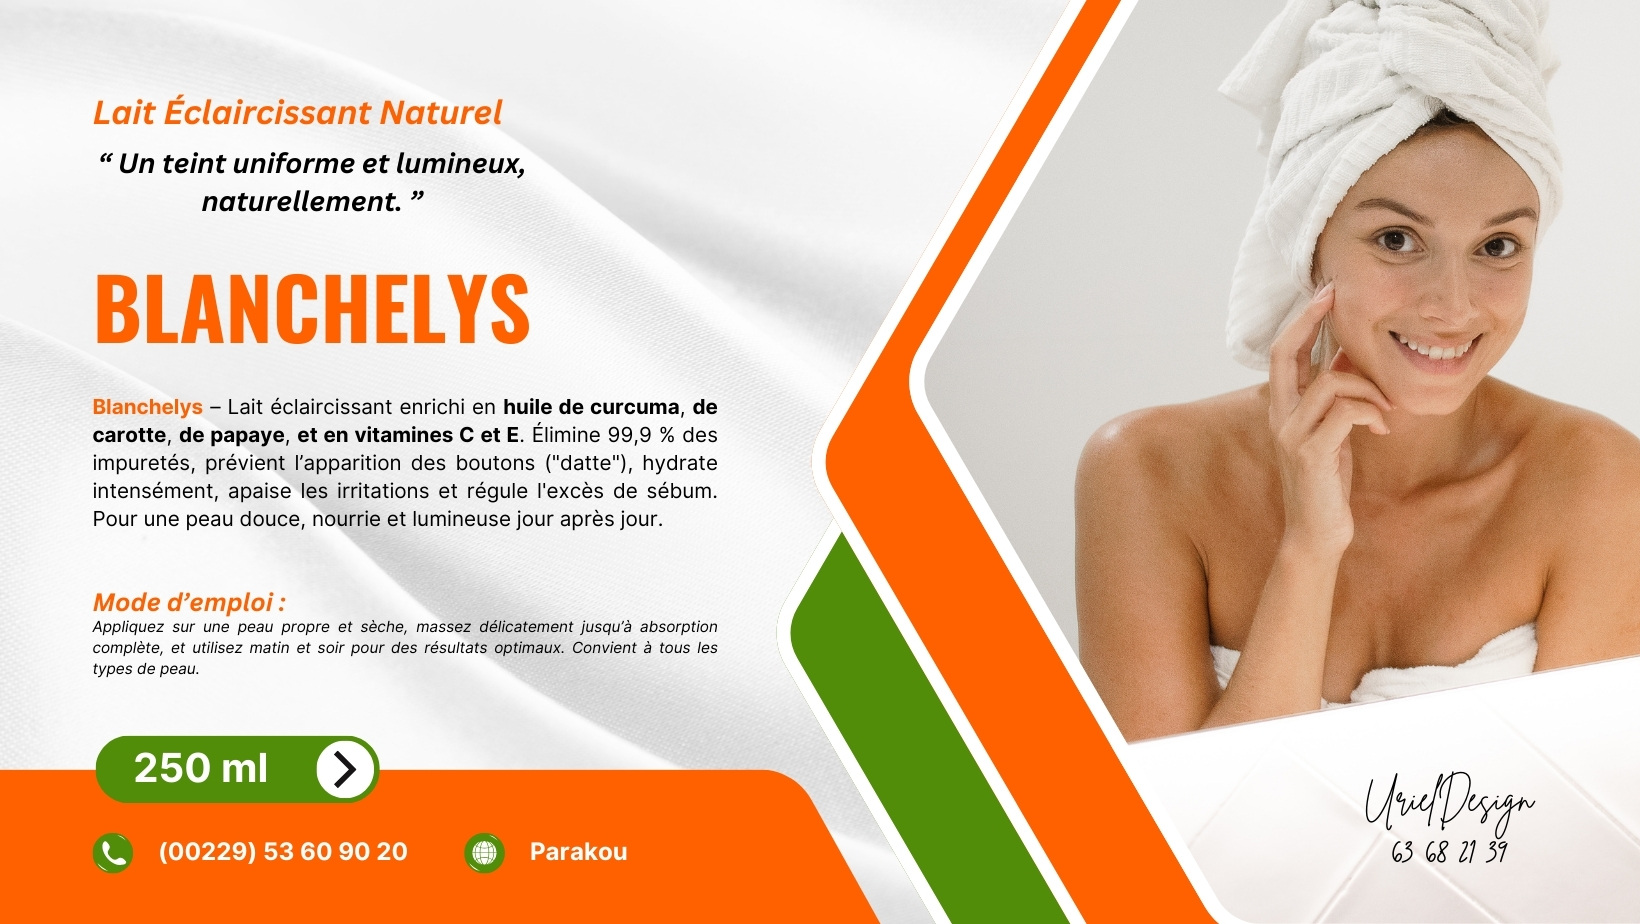 Lait Éclaircissant Naturel
“ Un teint uniforme et lumineux,
naturellement. ”
BLANCHELYS
Blanchelys – Lait éclaircissant enrichi en huile de curcuma, de
carotte, de papaye, et en vitamines C et E. Élimine 99,9 % des
impuretés, prévient l’apparition des boutons ("datte"), hydrate
intensément, apaise les irritations et régule l'excès de sébum.
Pour une peau douce, nourrie et lumineuse jour après jour.
Mode d’emploi :
Appliquez sur une peau propre et sèche, massez délicatement jusqu’à absorption
complète, et utilisez matin et soir pour des résultats optimaux. Convient à tous les
types de peau.
250 ml
(00229) 53 60 90 20
Parakou
UrielDesign
63 68 21 39